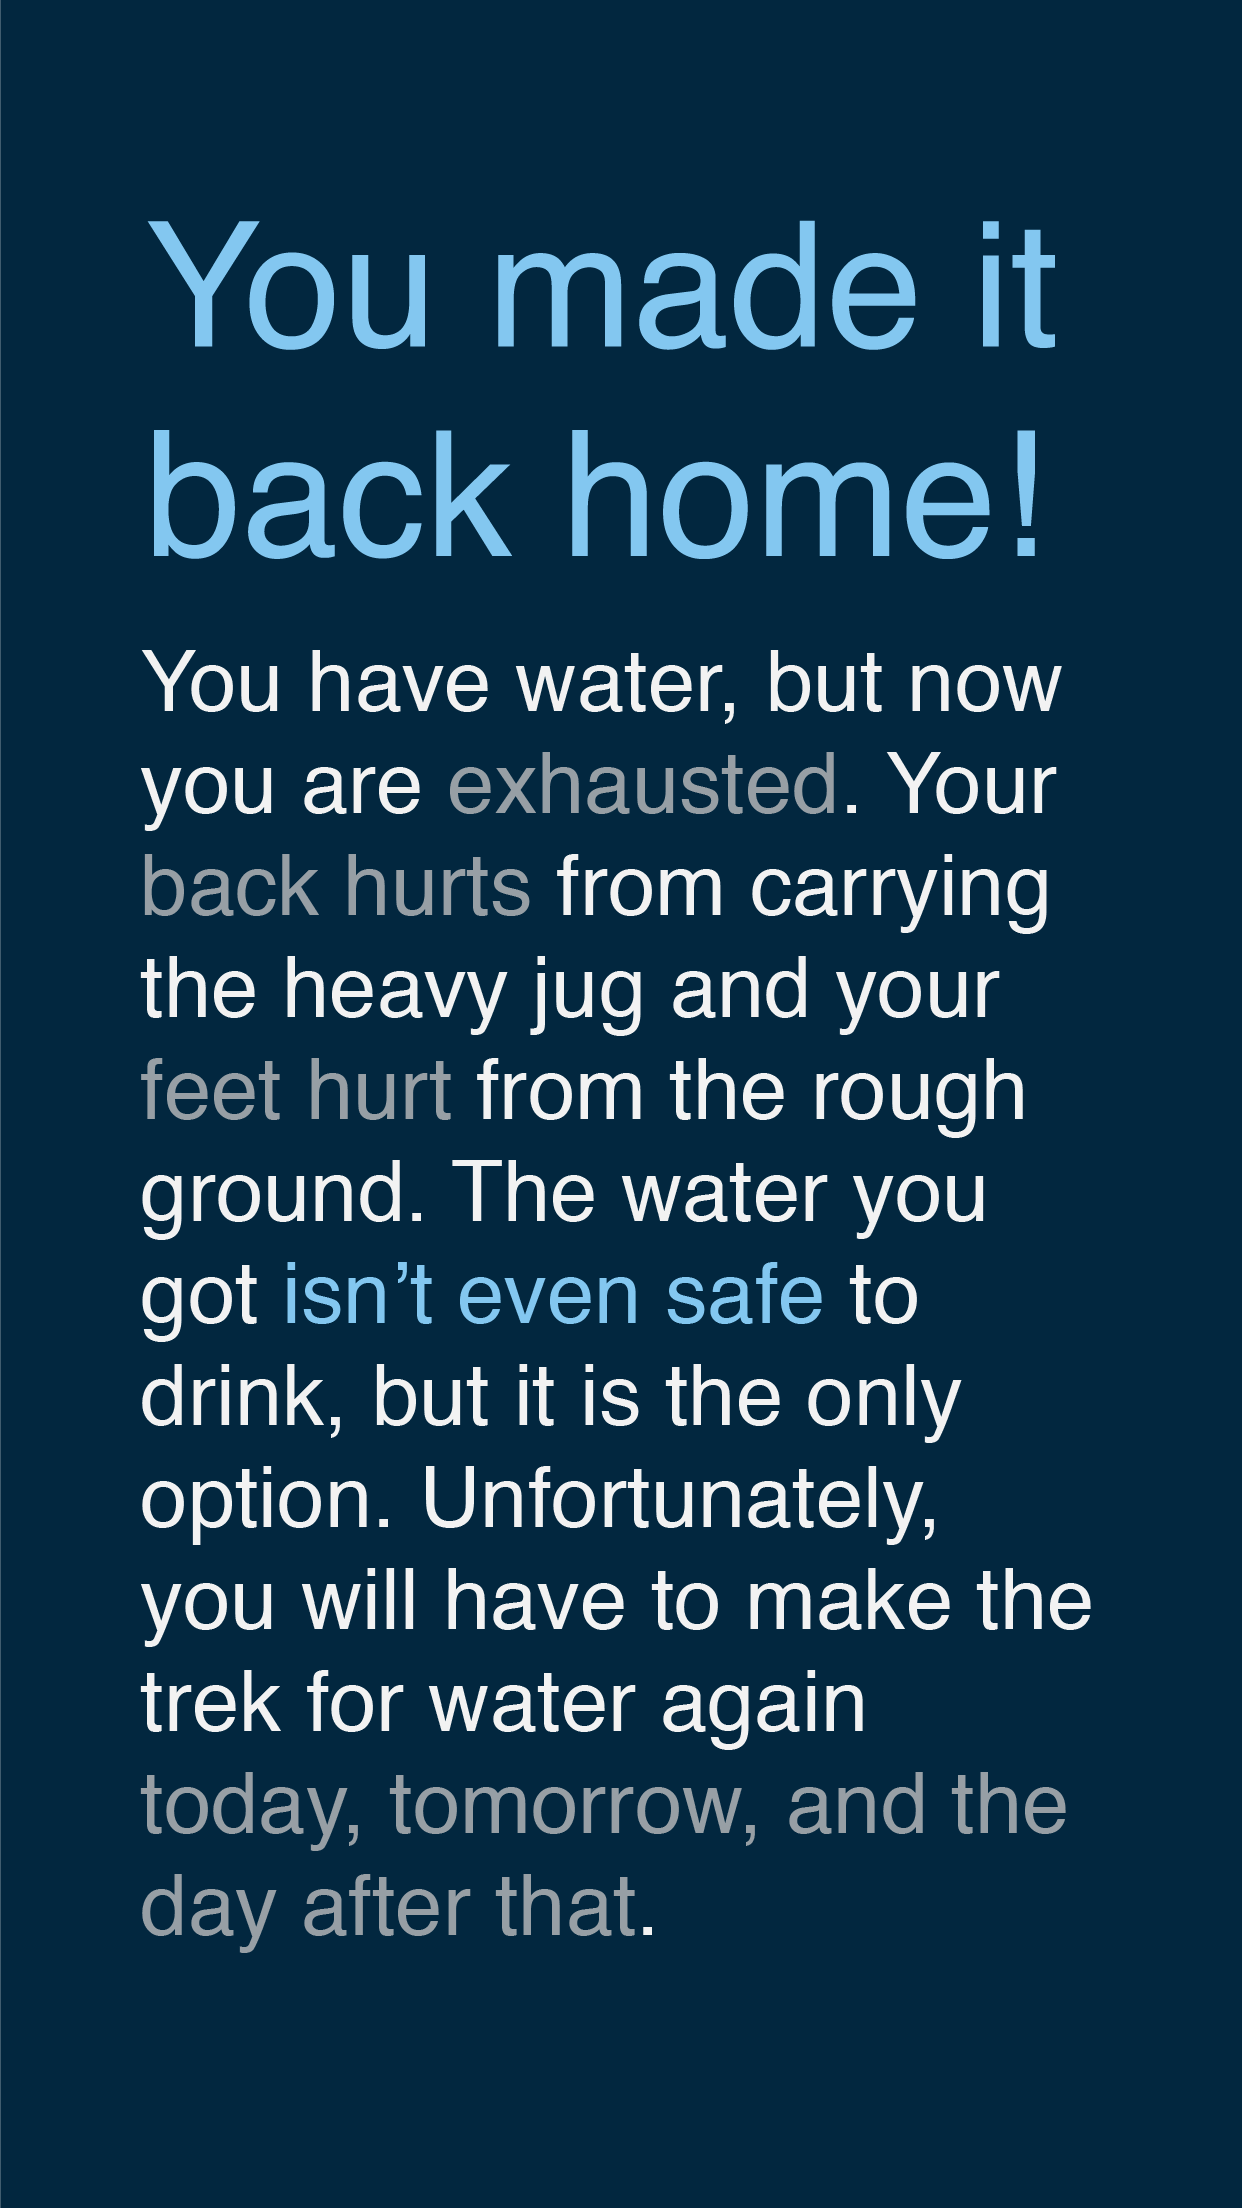 You made it
back home!
You have water, but now
you are exhausted. Your
back hurts from carrying
the heavy jug and your
feet hurt from the rough
ground. The water you
got isn’t even safe to
drink, but it is the only
option. Unfortunately,
you will have to make the
trek for water again
today, tomorrow, and the
day after that.